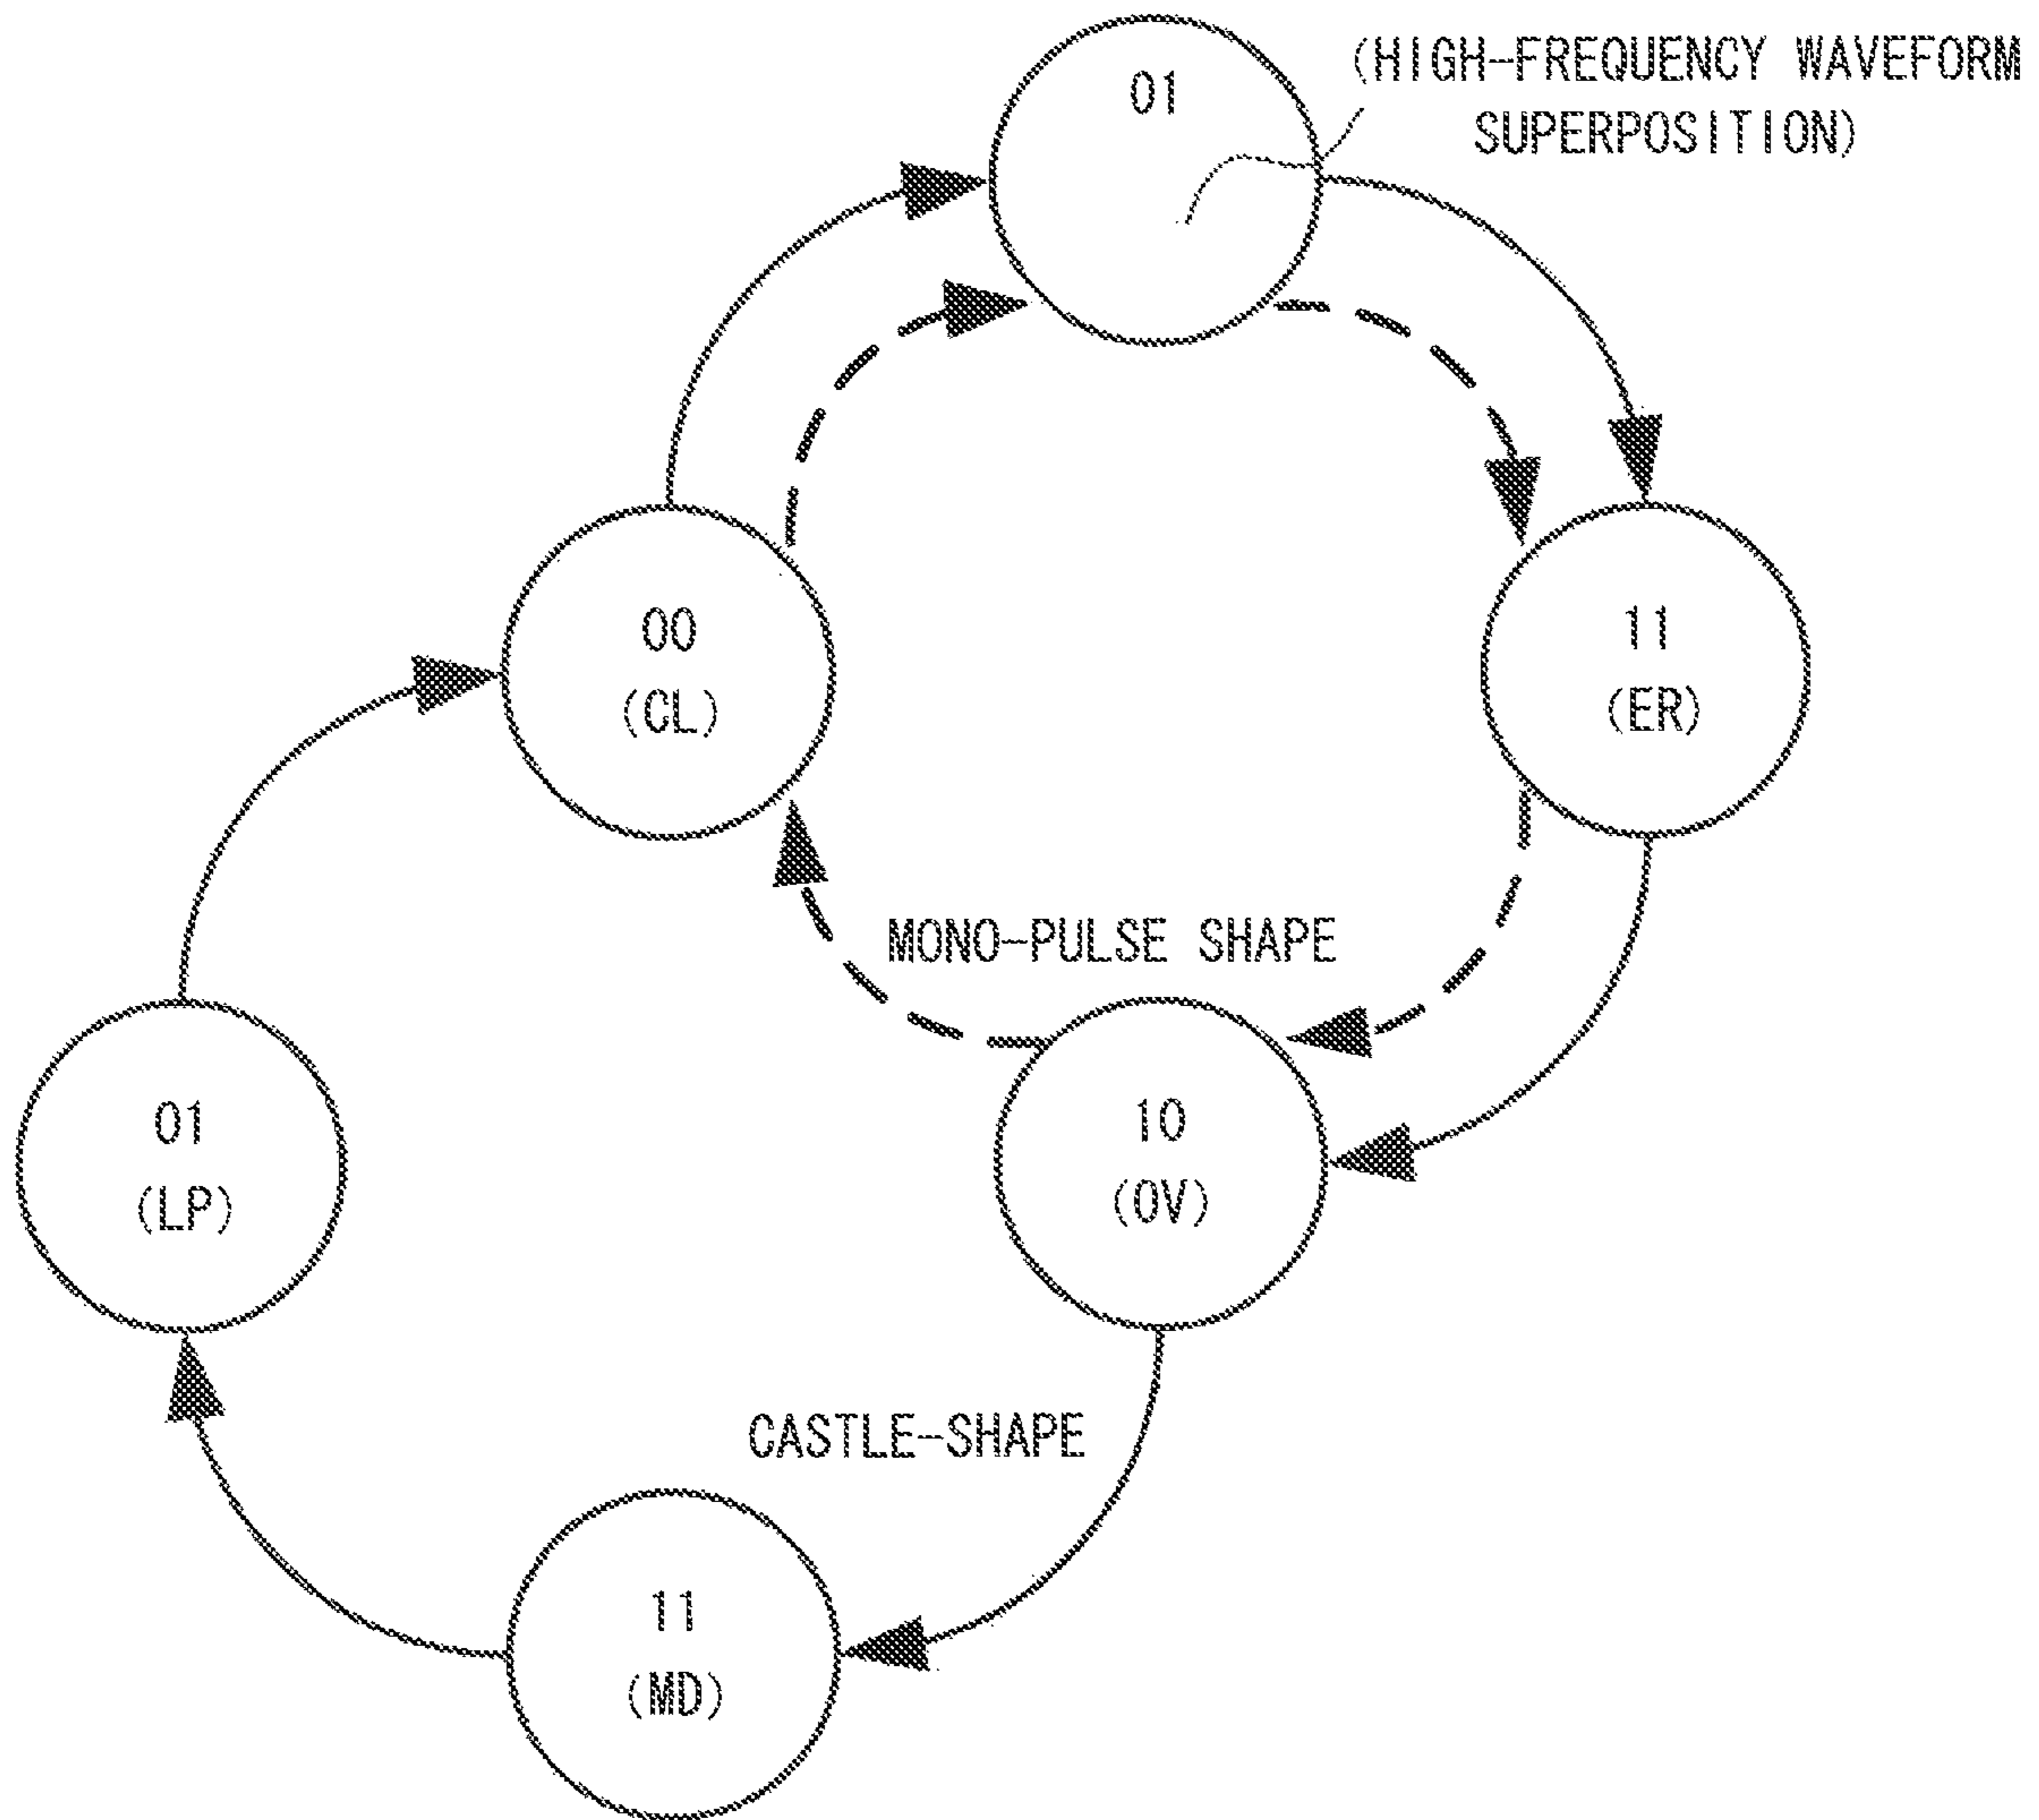 01
(HIGH-FREQUENCY WAVEFORM
SUPERPOSITION)
00
(CL)
11
(ER)
MONO-PULSE SHAPE
01
(LP)
10
(OV)
CASTLE-SHAPE
11
(MD)